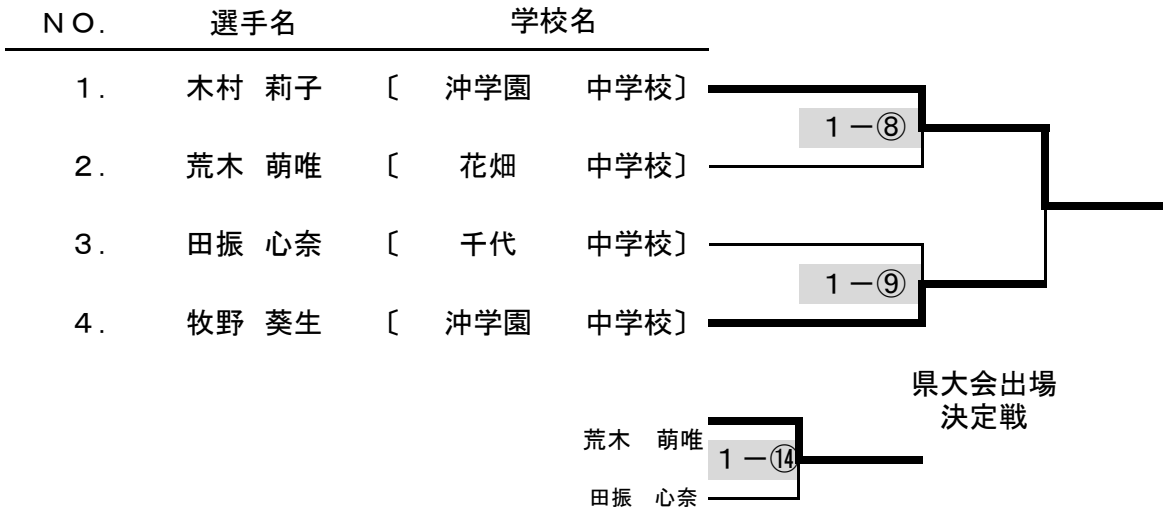 ＮＯ. 選手名 学校名
１. 木村 莉子 〔 沖学園 中学校〕
１－⑧
２. 荒木 萌唯 〔 花畑 中学校〕
３. 田振 心奈 〔 千代 中学校〕
１－⑨
４. 牧野 葵生 〔 沖学園 中学校〕
県大会出場
決定戦
荒木 萌唯
１－⑭
田振 心奈